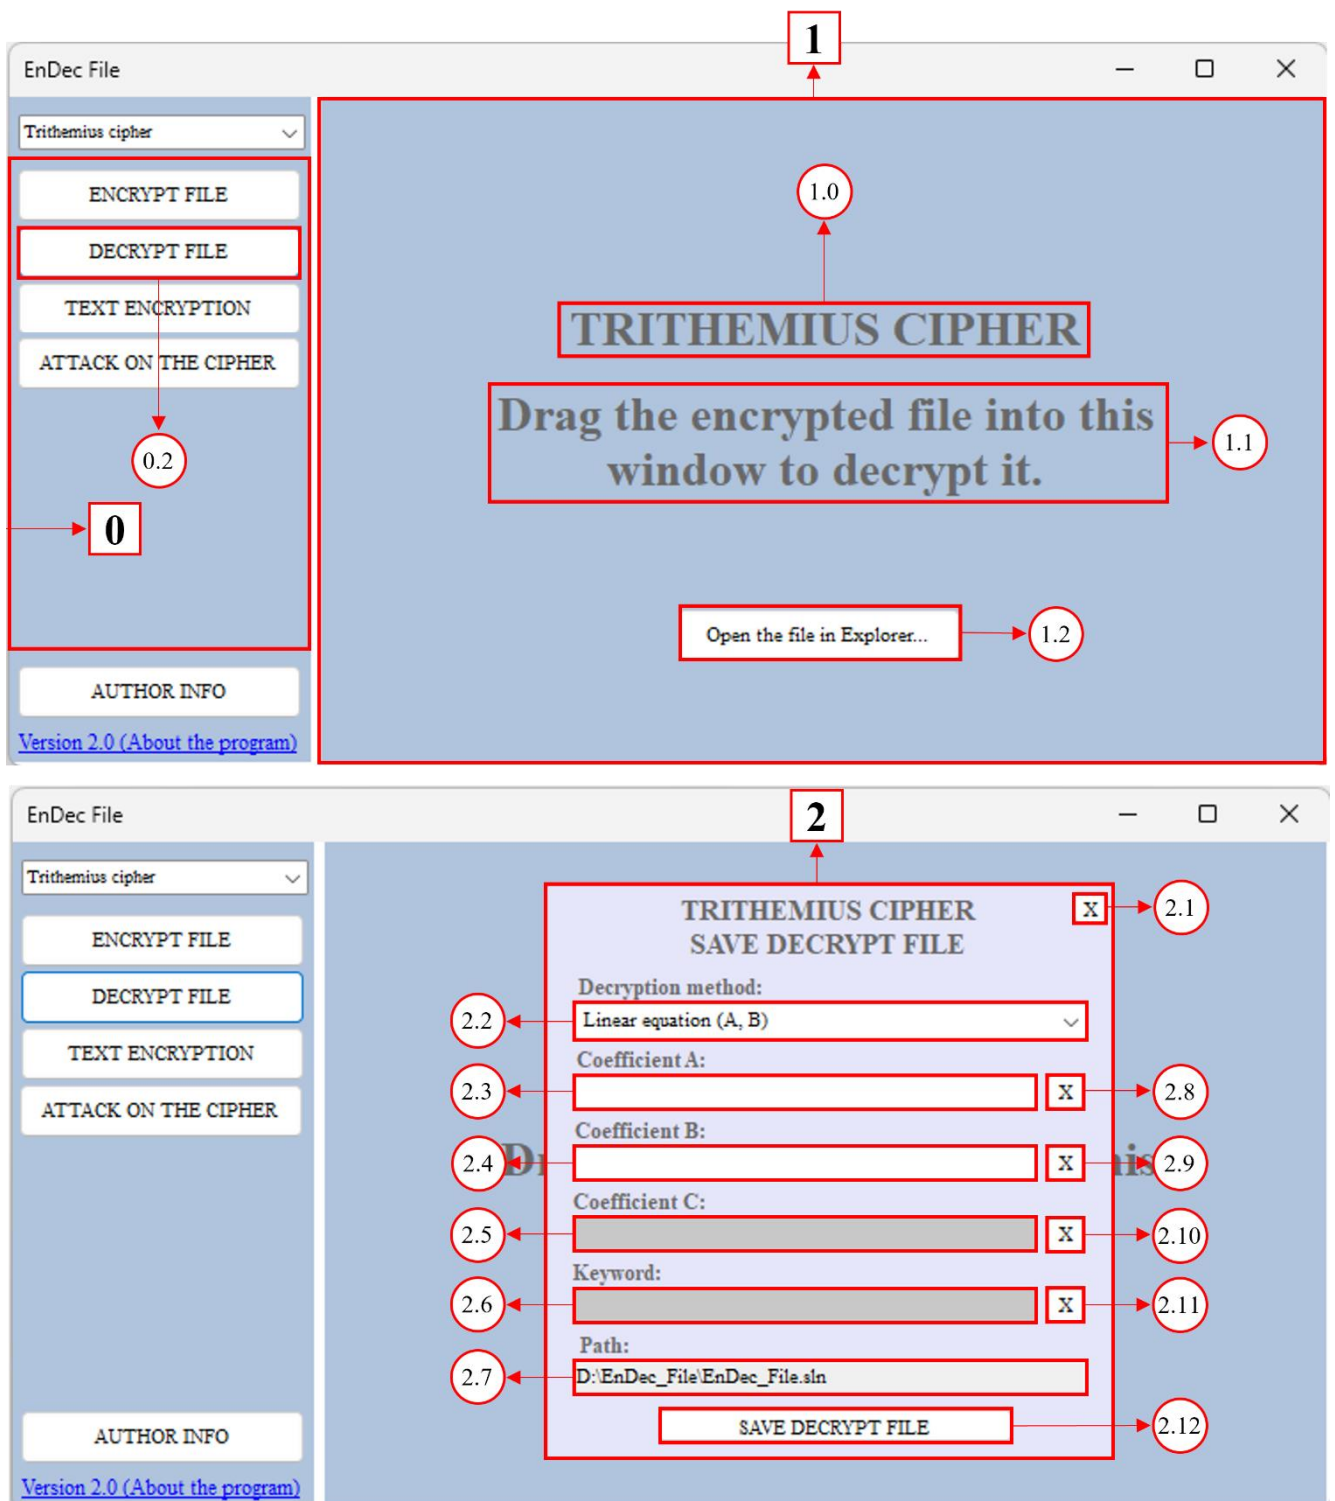 1
EnDec File
Trithemius cipher
ENCRYPT FILE
DECRYPT FILE
TEXT ENCRYPTION
ATTACK ON THE CIPHER
0.2
0
AUTHOR INFO
Version 2.0 (About the program)
1.0
TRITHEMIUS CIPHER
Drag the encrypted file into this
window to decrypt it.
1.1
Open the file in Explorer...
1.2
EnDec File
2
Trithemius cipher
ENCRYPT FILE
DECRYPT FILE
TEXT ENCRYPTION
ATTACK ON THE CIPHER
AUTHOR INFO
Version 2.0 (About the program)
TRITHEMIUS CIPHER
X
2.1
SAVE DECRYPT FILE
Decryption method:
2.2
Linear equation (A, B)
Coefficient A:
2.3
X
2.8
Coefficient B:
2.4
X
2.9
Coefficient C:
2.5
X
2.10
Keyword:
2.6
X
2.11
Path:
2.7
D:\EnDec_File\EnDec_File.sln
SAVE DECRYPT FILE
2.12